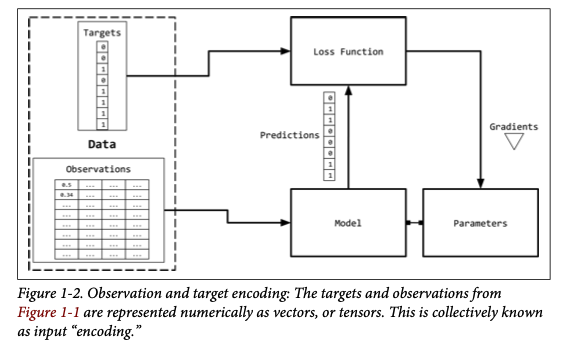 Targets
0
0
1
0
1
1
1
1
Data
Observations
0.5 ... ... ...
0.34 ... ... ...
... ... ... ...
... ... ... ...
... ... ... ...
... ... ... ...
... ... ... ...
... ... ... ...
Loss Function
Predictions
0
1
1
0
0
0
1
1
Gradients
Model
Parameters
Figure 1-2. Observation and target encoding: The targets and observations from
Figure 1-1 are represented numerically as vectors, or tensors. This is collectively known
as input “encoding.”